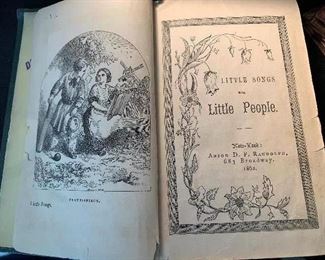 FRONTISPIECE.
Little Songs.
LITTLE SONGS
FOR
Little People.
New-York:
Anson D. F. Randolph,
683 Broadway.